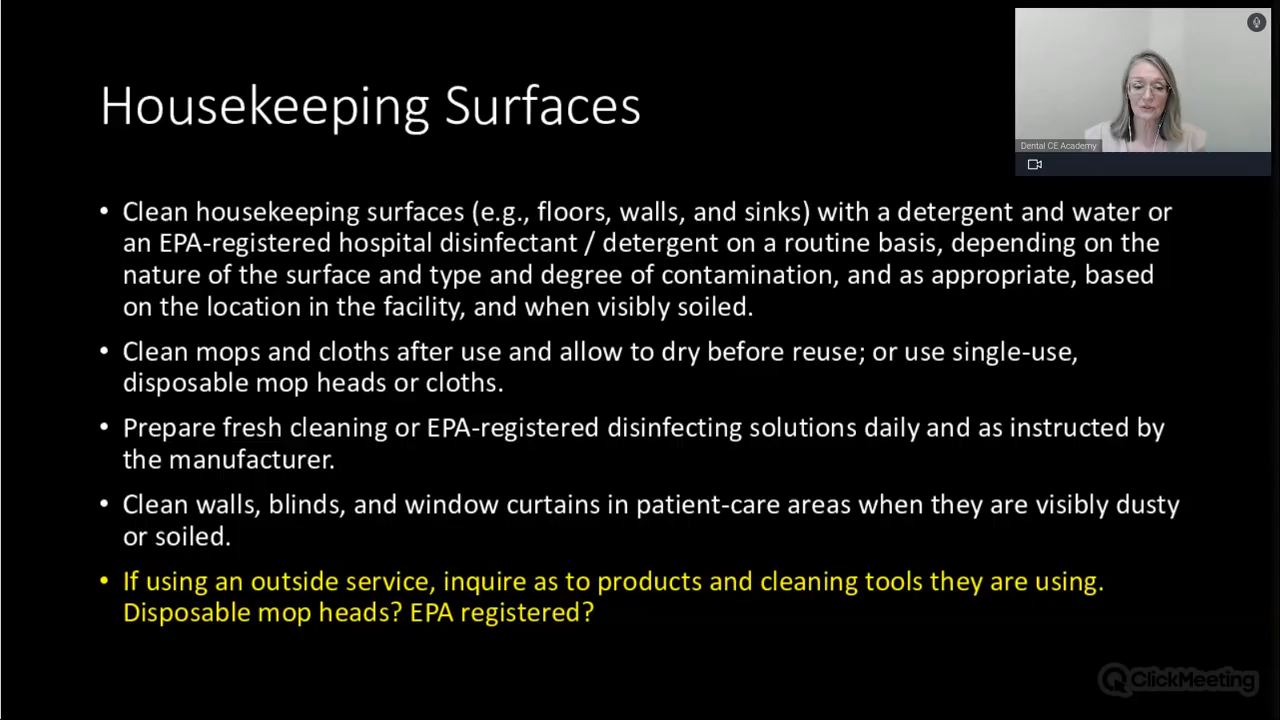 Housekeeping Surfaces
Dental CE Academy
• Clean housekeeping surfaces (e.g., floors, walls, and sinks) with a detergent and water or
an EPA-registered hospital disinfectant / detergent on a routine basis, depending on the
nature of the surface and type and degree of contamination, and as appropriate, based
on the location in the facility, and when visibly soiled.
• Clean mops and cloths after use and allow to dry before reuse; or use single-use,
disposable mop heads or cloths.
• Prepare fresh cleaning or EPA-registered disinfecting solutions daily and as instructed by
the manufacturer.
• Clean walls, blinds, and window curtains in patient-care areas when they are visibly dusty
or soiled.
• If using an outside service, inquire as to products and cleaning tools they are using.
Disposable mop heads? EPA registered?
ClickMeeting